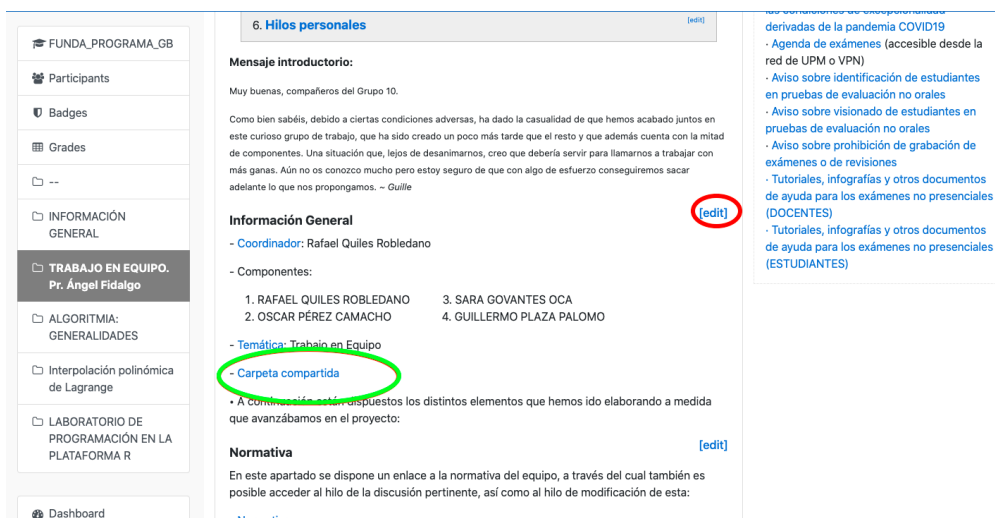 FUNDA_PROGRAMA_GB
Participants
Badges
Grades
--
INFORMACIÓN
GENERAL
TRABAJO EN EQUIPO.
Pr. Ángel Fidalgo
ALGORITMIA:
GENERALIDADES
Interpolación polinómica
de Lagrange
LABORATORIO DE
PROGRAMACIÓN EN LA
PLATAFORMA R
Dashboard
6. Hilos personales [edit]
Mensaje introductorio:
Muy buenas, compañeros del Grupo 10.
Como bien sabéis, debido a ciertas condiciones adversas, ha dado la casualidad de que hemos acabado juntos en
este curioso grupo de trabajo, que ha sido creado un poco más tarde que el resto y que además cuenta con la mitad
de componentes. Una situación que, lejos de desanimarnos, creo que debería servir para llamarnos a trabajar con
más ganas. Aún no os conozco mucho pero estoy seguro de que con algo de esfuerzo conseguiremos sacar
adelante lo que nos propongamos. ~ Guille
Información General [edit]
- Coordinador: Rafael Quiles Robledano
- Componentes:
1. RAFAEL QUILES ROBLEDANO 3. SARA GOVANTES OCA
2. OSCAR PÉREZ CAMACHO 4. GUILLERMO PLAZA PALOMO
- Temática: Trabajo en Equipo
- Carpeta compartida
• A continuación están dispuestos los distintos elementos que hemos ido elaborando a medida
que avanzábamos en el proyecto:
Normativa [edit]
En este apartado se dispone un enlace a la normativa del equipo, a través del cual también es
posible acceder al hilo de la discusión pertinente, así como al hilo de modificación de esta:
las condiciones de excepcionalidad
derivadas de la pandemia COVID19
· Agenda de exámenes (accesible desde la
red de UPM o VPN)
· Aviso sobre identificación de estudiantes
en pruebas de evaluación no orales
· Aviso sobre visionado de estudiantes en
pruebas de evaluación no orales
· Aviso sobre prohibición de grabación de
exámenes o de revisiones
· Tutoriales, infografías y otros documentos
de ayuda para los exámenes no presenciales
(DOCENTES)
· Tutoriales, infografías y otros documentos
de ayuda para los exámenes no presenciales
(ESTUDIANTES)